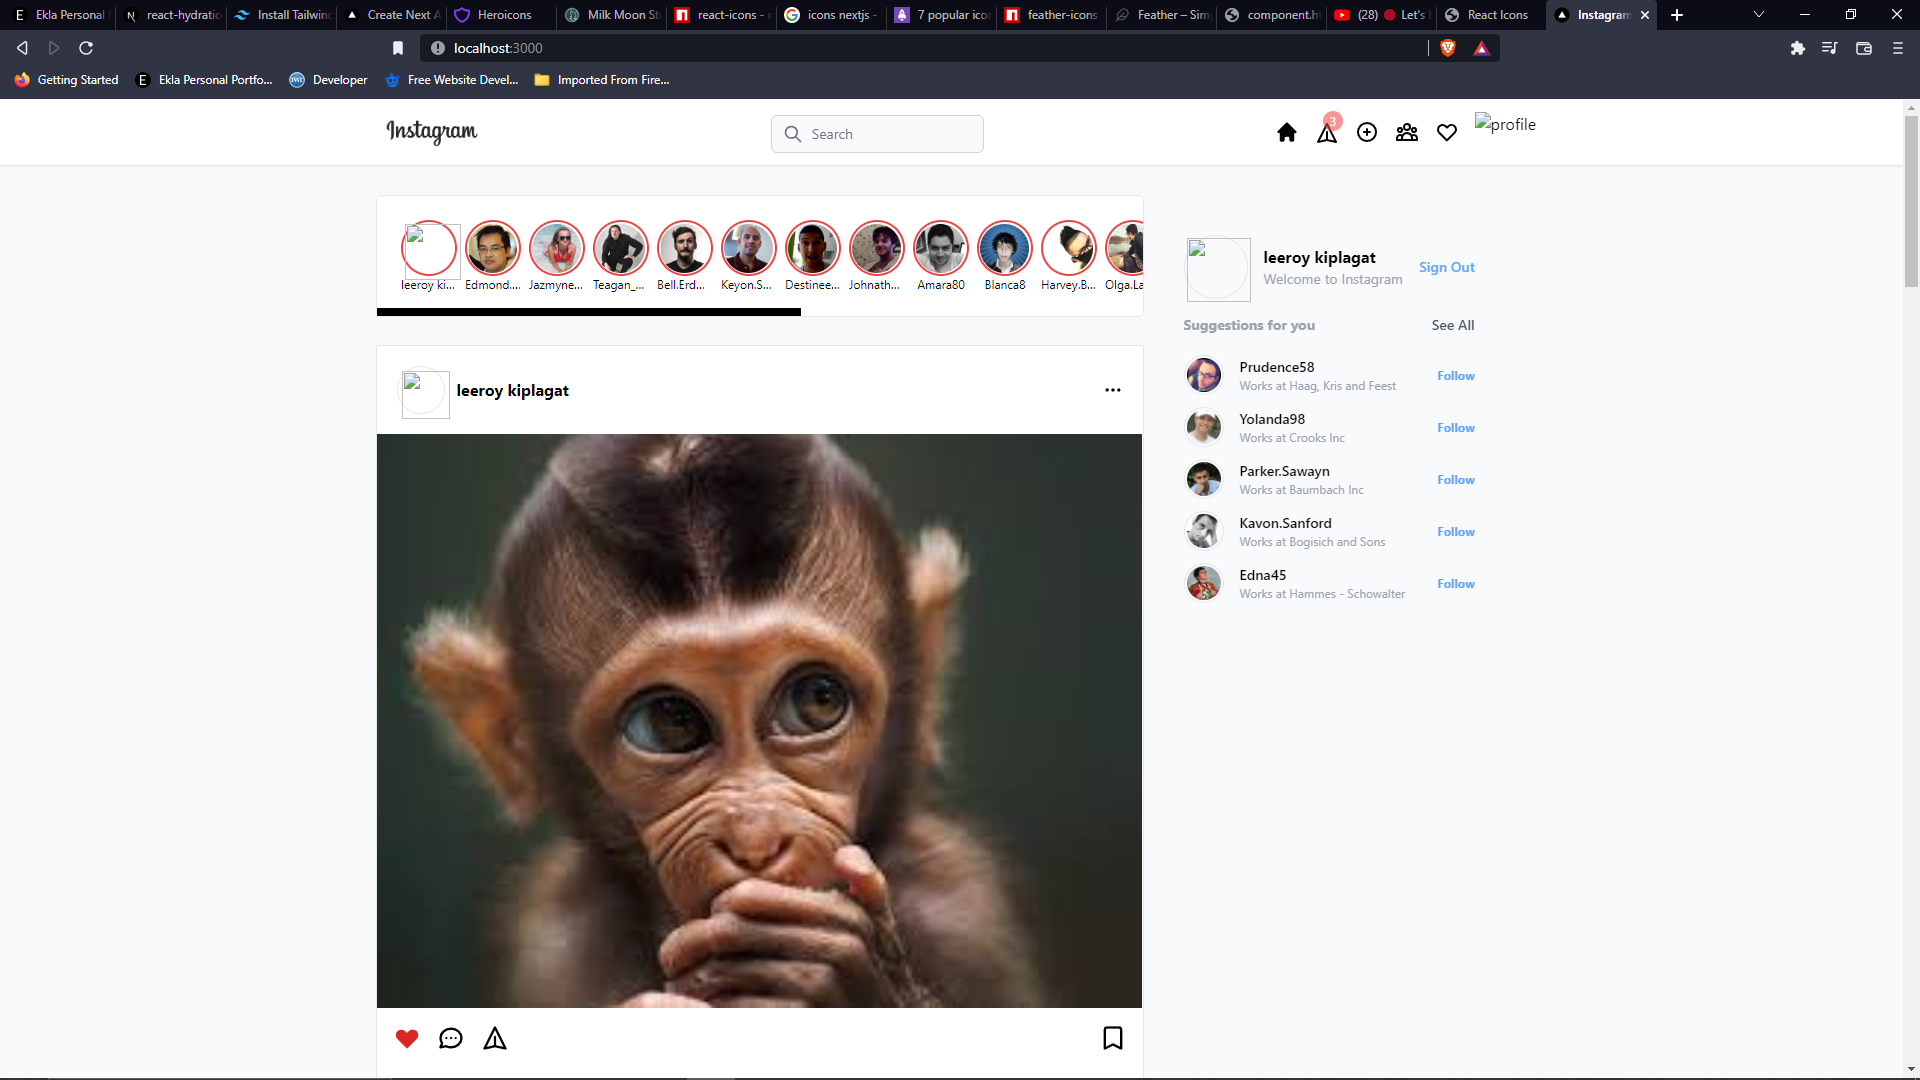 Ekla Personal
react-hydratio
Install Tailwind
Create Next A
Heroicons
Milk Moon St
react-icons -
icons nextjs -
7 popular icon
feather-icons
Feather – Sim
component.ht
(28) Let's
React Icons
Instagram
localhost:3000
Getting Started
Ekla Personal Portfo...
Developer
Free Website Devel...
Imported From Fire...
Instagram
Search
3
profile
leeroy ki...
Edmond....
Jazmyne...
Teagan_...
Bell.Erd...
Keyon.S...
Destinee...
Johnath...
Amara80
Blanca8
Harvey.B...
Olga.La
leeroy kiplagat
Welcome to Instagram
Sign Out
Suggestions for you
See All
Prudence58
Works at Haag, Kris and Feest
Follow
Yolanda98
Works at Crooks Inc
Follow
Parker.Sawayn
Works at Baumbach Inc
Follow
Kavon.Sanford
Works at Bogisich and Sons
Follow
Edna45
Works at Hammes - Schowalter
Follow
leeroy kiplagat